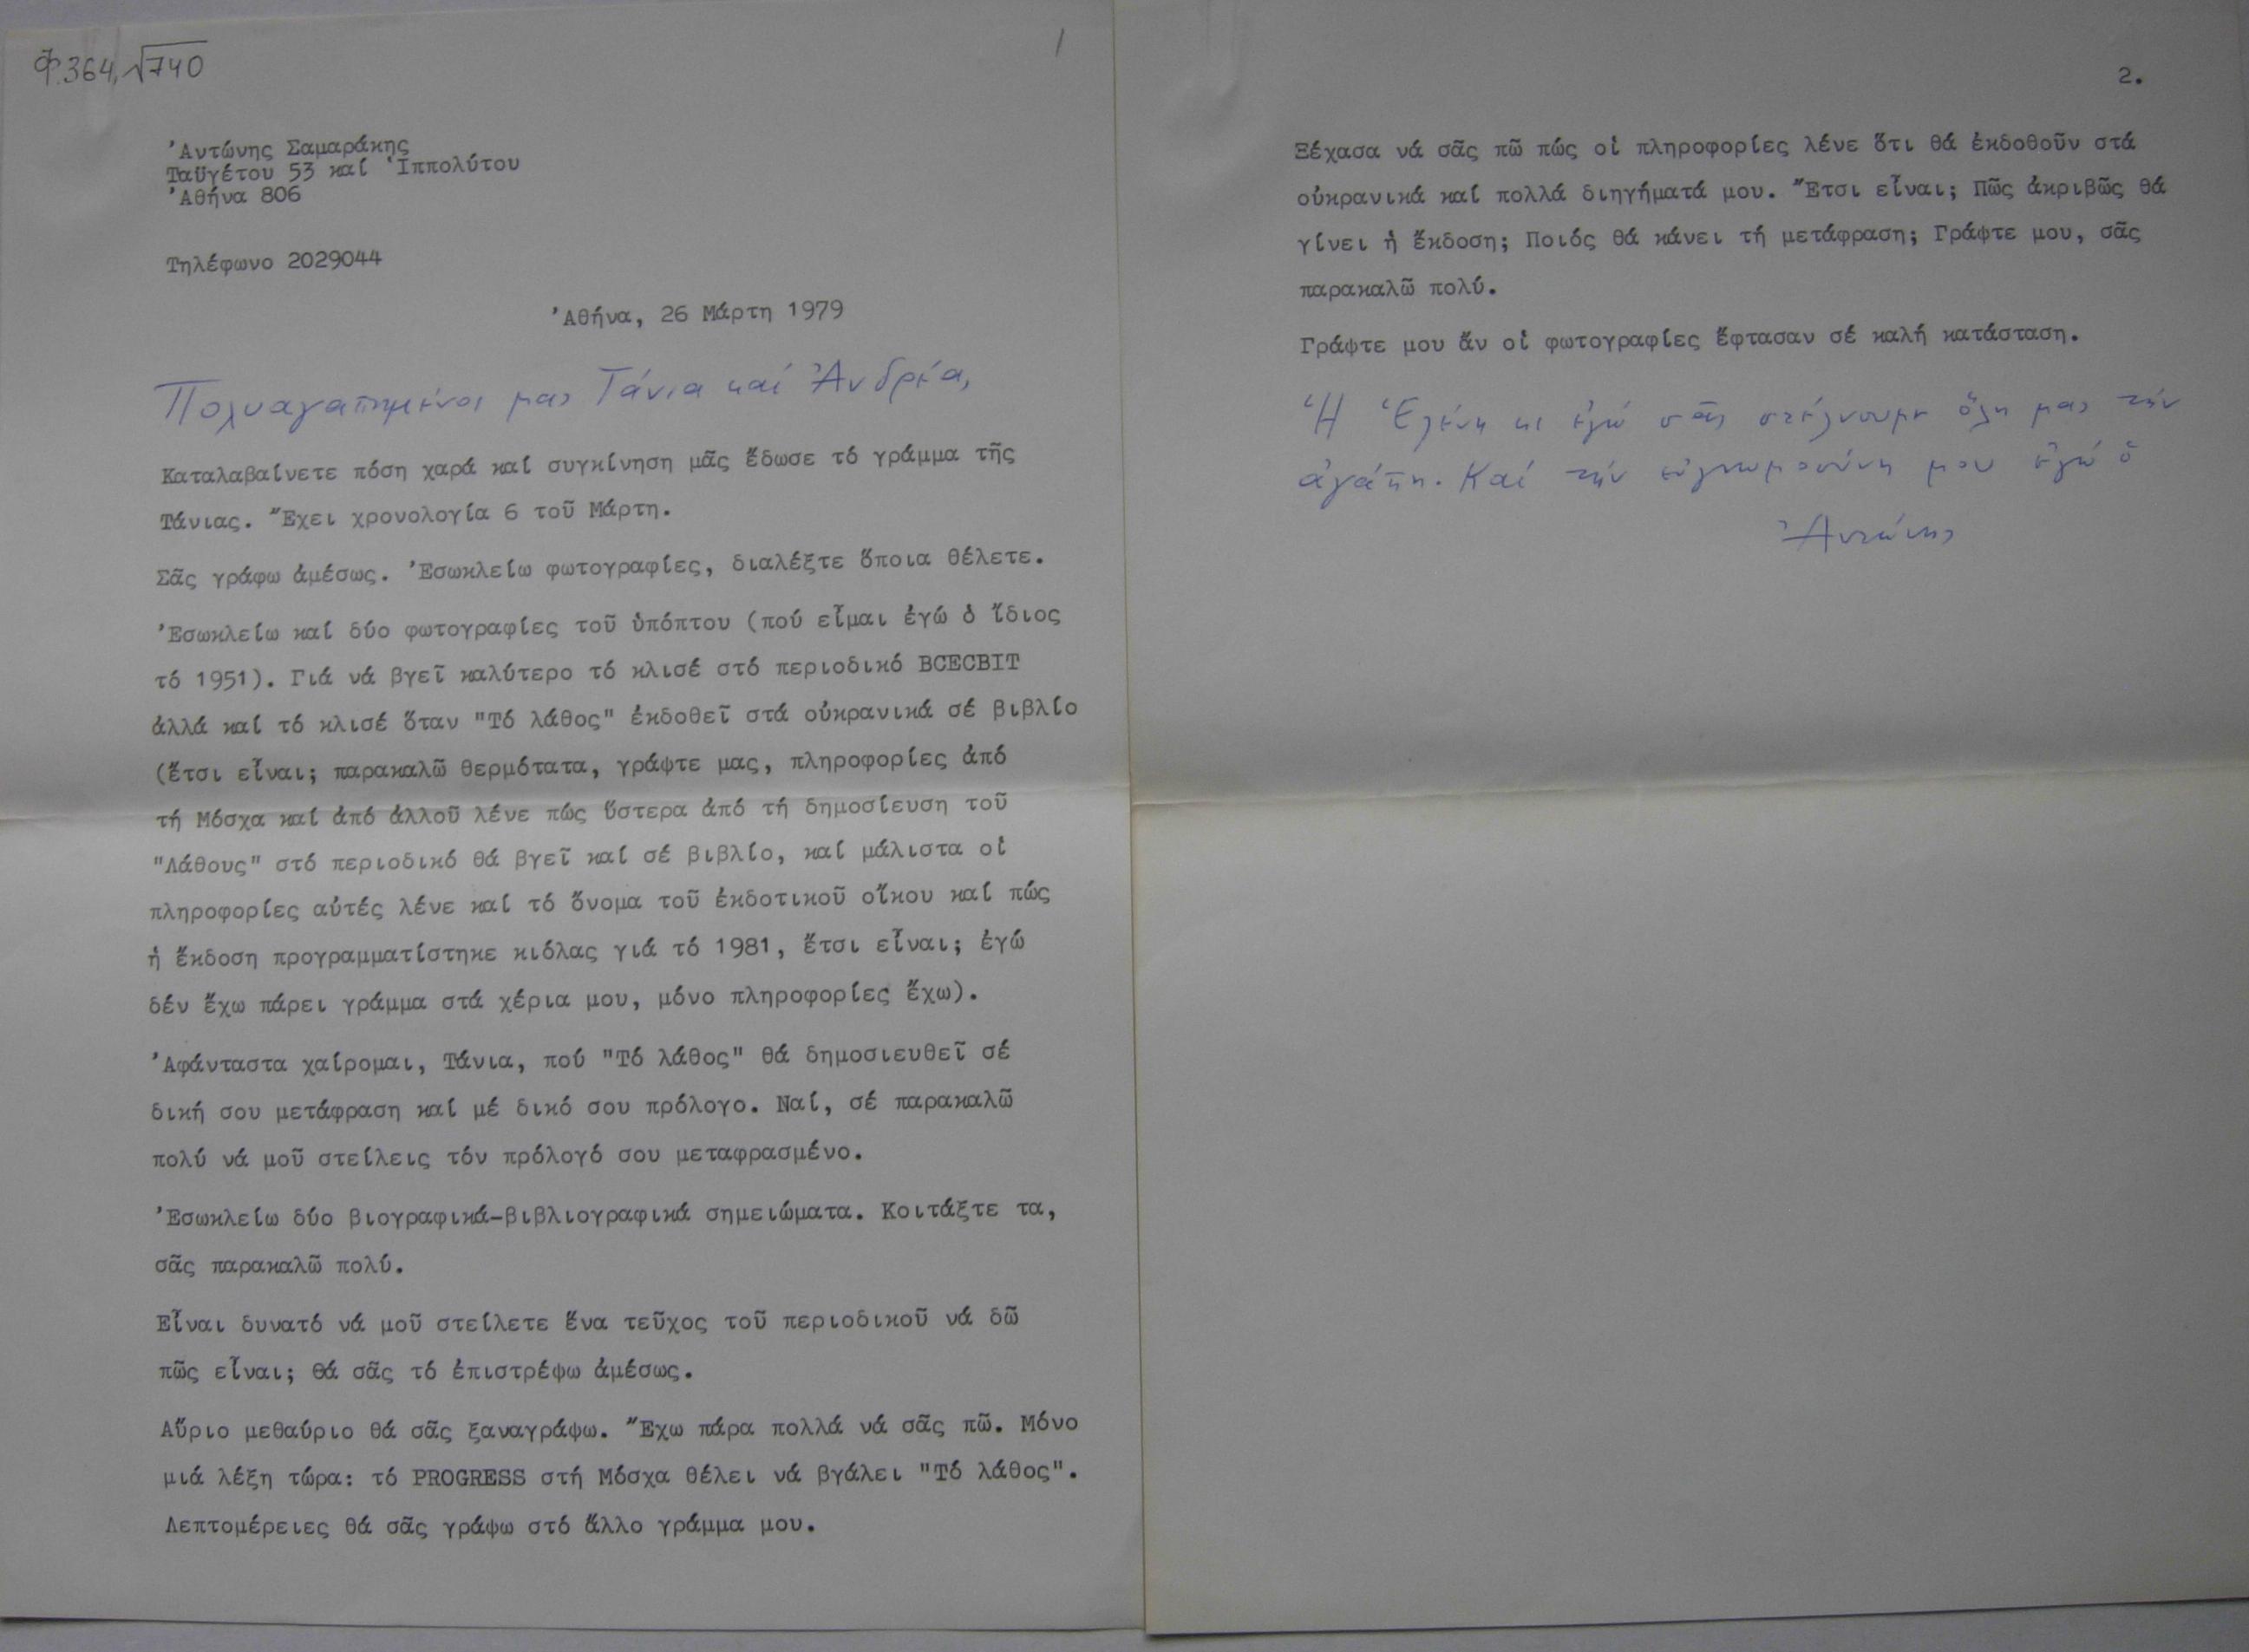 Ф.364, √740
1
Ἀντώνης Σαμαράκης
Ταϋγέτου 53 καί Ἱππολύτου
Ἀθήνα 806
Τηλέφωνο 2029044
Ἀθήνα, 26 Μάρτη 1979
Πολυαγαπημένοι μας Τάνια καί Ἀνδρέα,
Καταλαβαίνετε πόση χαρά καί συγκίνηση μᾶς ἔδωσε τό γράμμα τῆς
Τάνιας. Ἔχει χρονολογία 6 τοῦ Μάρτη.
Σᾶς γράφω ἀμέσως. Ἐσωκλείω φωτογραφίες, διαλέξτε ὅποια θέλετε.
Ἐσωκλείω καί δύο φωτογραφίες τοῦ ὑπόπτου (πού εἶμαι ἐγώ ὁ ἴδιος
τό 1951). Γιά νά βγεῖ καλύτερο τό κλισέ στό περιοδικό BCECBIT
ἀλλά καί τό κλισέ ὅταν "Τό λάθος" ἐκδοθεῖ στά οὐκρανικά σέ βιβλίο
(ἔτσι εἶναι; παρακαλῶ θερμότατα, γράψτε μας, πληροφορίες ἀπό
τή Μόσχα καί ἀπό ἀλλοῦ λένε πώς ὕστερα ἀπό τή δημοσίευση τοῦ
"Λάθους" στό περιοδικό θά βγεῖ καί σέ βιβλίο, καί μάλιστα οἱ
πληροφορίες αὐτές λένε καί τό ὄνομα τοῦ ἐκδοτικοῦ οἴκου καί πώς
ἡ ἔκδοση προγραμματίστηκε κιόλας γιά τό 1981, ἔτσι εἶναι; ἐγώ
δέν ἔχω πάρει γράμμα στά χέρια μου, μόνο πληροφορίες ἔχω).
Ἀφάνταστα χαίρομαι, Τάνια, πού "Τό λάθος" θά δημοσιευθεῖ σέ
δική σου μετάφραση καί μέ δικό σου πρόλογο. Ναί, σέ παρακαλῶ
πολύ νά μοῦ στείλεις τόν πρόλογό σου μεταφρασμένο.
Ἐσωκλείω δύο βιογραφικά-βιβλιογραφικά σημειώματα. Κοιτάξτε τα,
σᾶς παρακαλῶ πολύ.
Εἶναι δυνατό νά μοῦ στείλετε ἕνα τεῦχος τοῦ περιοδικοῦ νά δῶ
πῶς εἶναι; Θά σᾶς τό ἐπιστρέψω ἀμέσως.
Αὔριο μεθαύριο θά σᾶς ξαναγράψω. Ἔχω πάρα πολλά νά σᾶς πῶ. Μόνο
μιά λέξη τώρα: τό PROGRESS στή Μόσχα θέλει νά βγάλει "Τό λάθος".
Λεπτομέρειες θά σᾶς γράψω στό ἄλλο γράμμα μου.
2.
Ξέχασα νά σᾶς πῶ πώς οἱ πληροφορίες λένε ὅτι θά ἐκδοθοῦν στά
οὐκρανικά καί πολλά διηγήματά μου. Ἔτσι εἶναι; Πῶς ἀκριβῶς θά
γίνει ἡ ἔκδοση; Ποιός θά κάνει τή μετάφραση; Γράψτε μου, σᾶς
παρακαλῶ πολύ.
Γράψτε μου ἄν οἱ φωτογραφίες ἔφτασαν σέ καλή κατάσταση.
Ἡ Ἑλένη κι ἐγώ σᾶς στέλνουμε ὅλη μας τήν
ἀγάπη. Καί τήν εὐγνωμοσύνη μου ἐγώ ὁ
Ἀντώνης